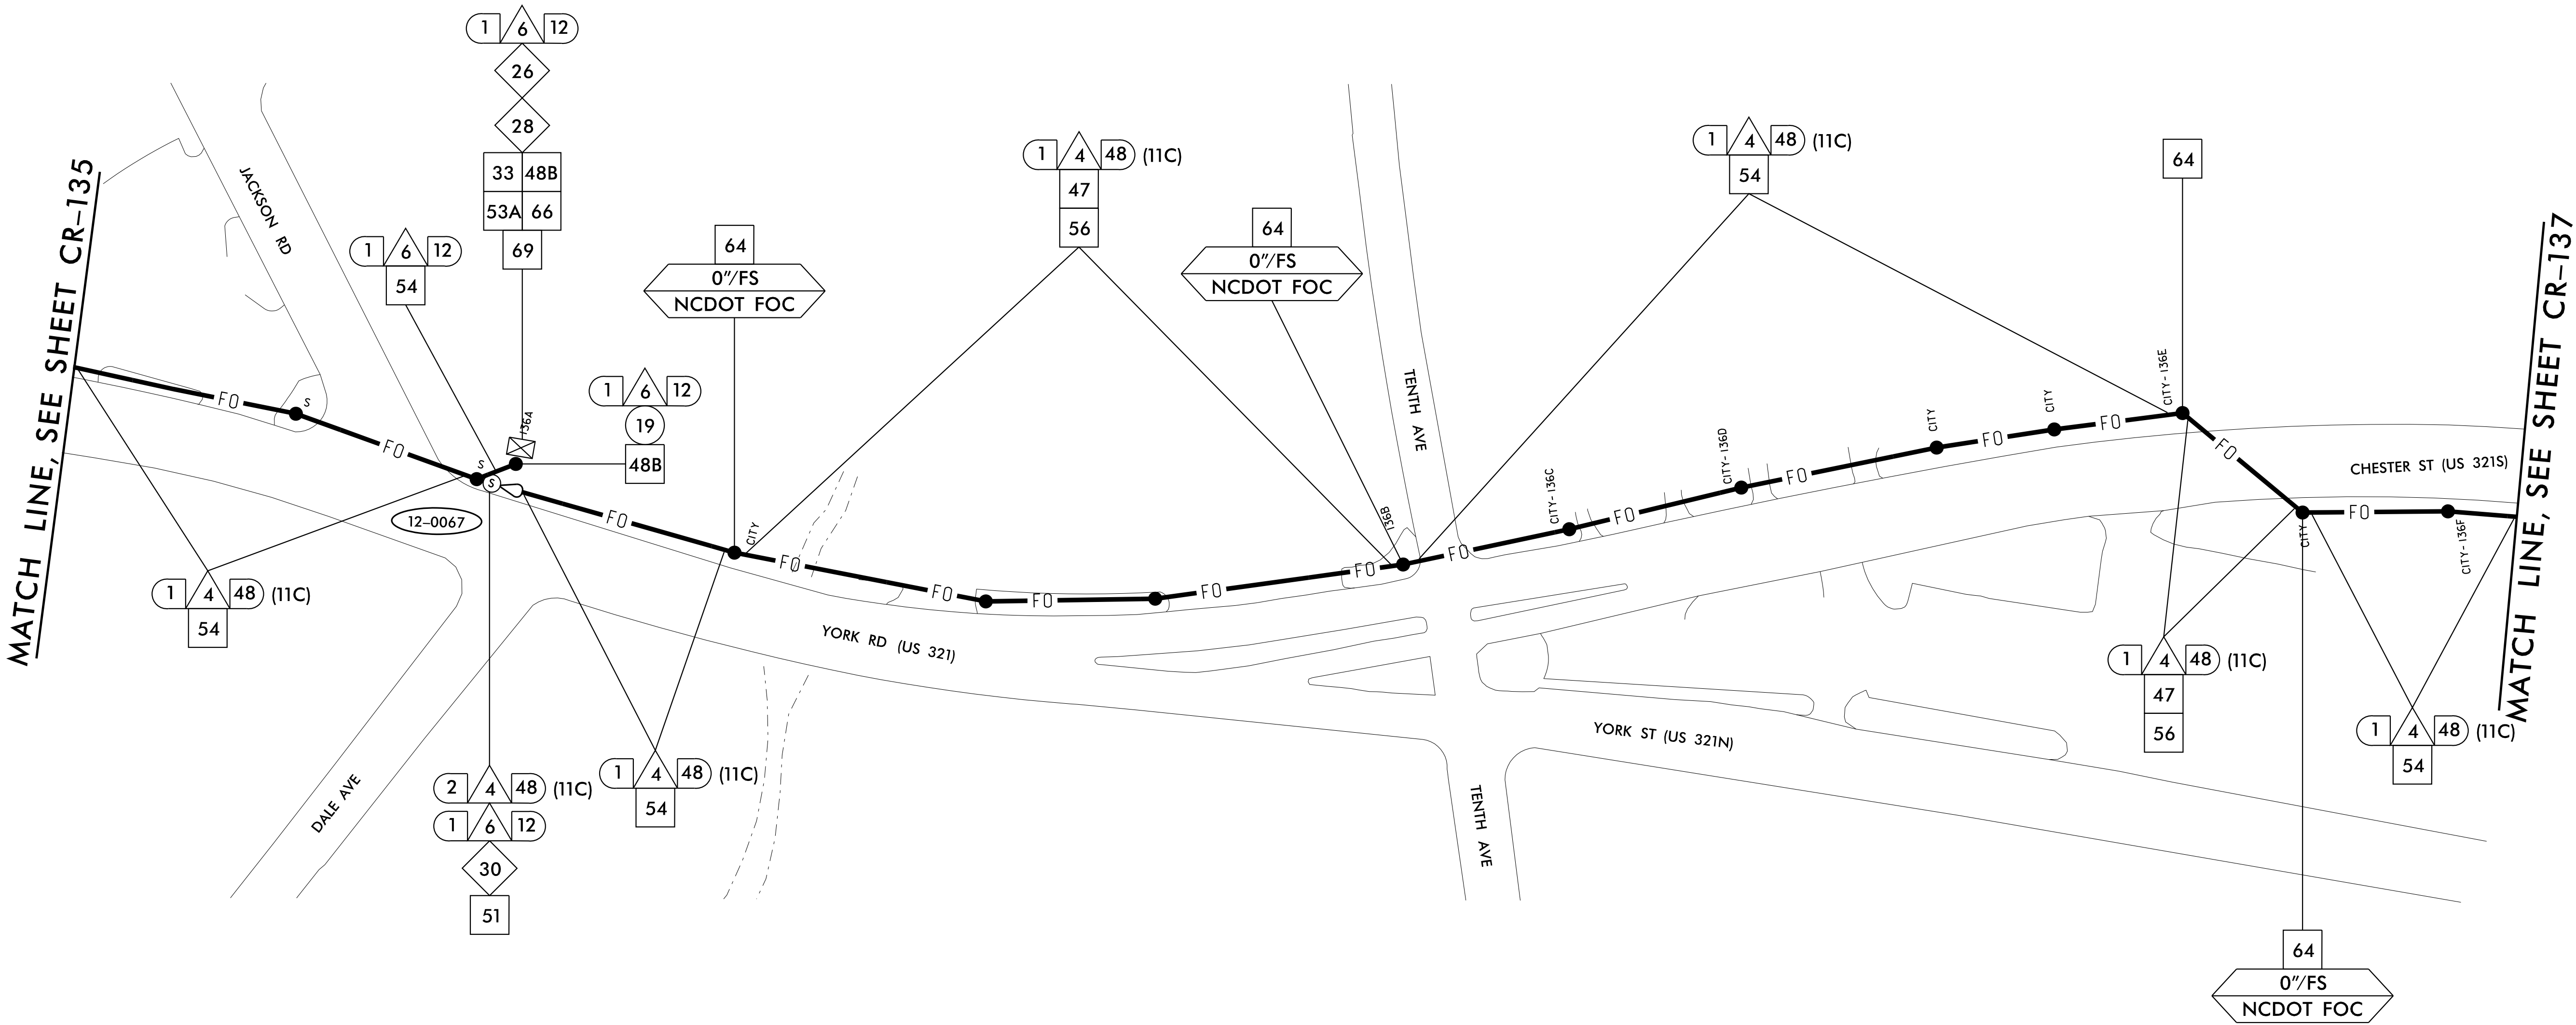 1 6 12
26
28
33 48B
53A 66
69
MATCH LINE, SEE SHEET CR-135
JACKSON RD
1 6 12
54
64
0"/FS
NCDOT FOC
1 4 48 (11C)
47
56
64
0"/FS
NCDOT FOC
1 4 48 (11C)
54
64
MATCH LINE, SEE SHEET CR-137
FO
S
FO
S
S
136A
1 6 12
19
48B
12-0067
FO
CITY
FO
FO
FO
FO
FO
136B
TENTH AVE
FO
CITY-136C
FO
CITY-136D
FO
CITY
FO
CITY
FO
CITY-136E
FO
CHESTER ST (US 321S)
CITY
FO
CITY-136F
1 4 48 (11C)
54
YORK RD (US 321)
YORK ST (US 321N)
TENTH AVE
DALE AVE
2 4 48 (11C)
1 6 12
30
51
1 4 48 (11C)
54
1 4 48 (11C)
47
56
1 4 48 (11C)
54
64
0"/FS
NCDOT FOC